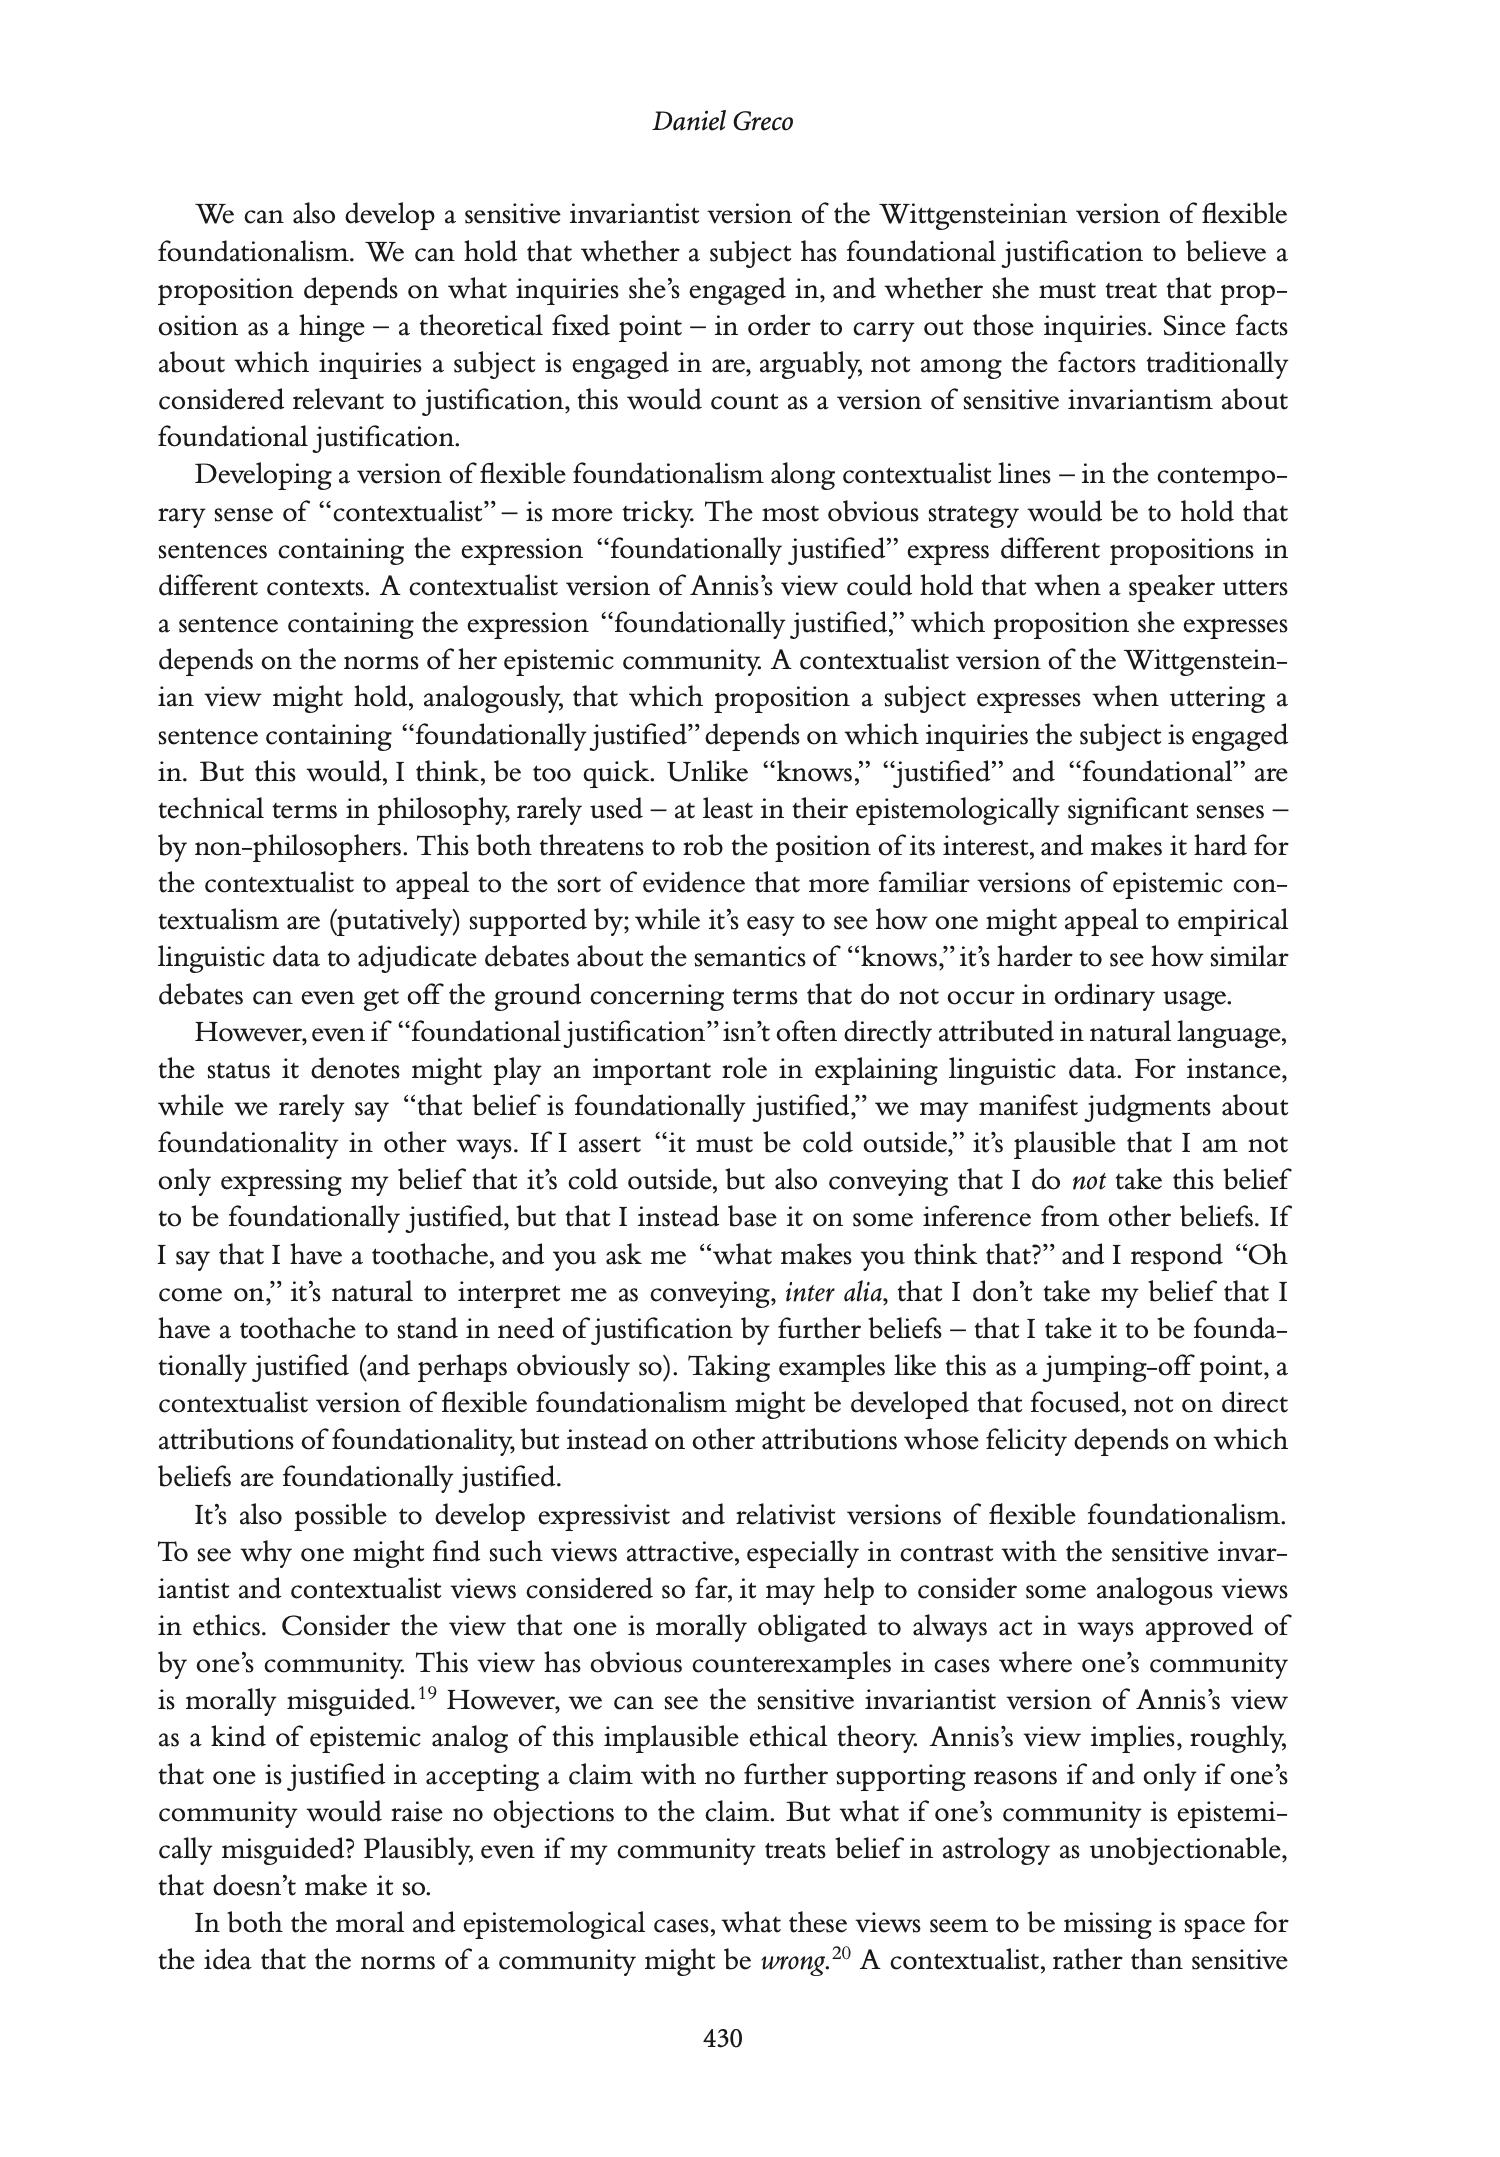 Daniel Greco
We can also develop a sensitive invariantist version of the Wittgensteinian version of flexible
foundationalism. We can hold that whether a subject has foundational justification to believe a
proposition depends on what inquiries she’s engaged in, and whether she must treat that prop-
osition as a hinge – a theoretical fixed point – in order to carry out those inquiries. Since facts
about which inquiries a subject is engaged in are, arguably, not among the factors traditionally
considered relevant to justification, this would count as a version of sensitive invariantism about
foundational justification.
Developing a version of flexible foundationalism along contextualist lines – in the contempo-
rary sense of “contextualist” – is more tricky. The most obvious strategy would be to hold that
sentences containing the expression “foundationally justified” express different propositions in
different contexts. A contextualist version of Annis’s view could hold that when a speaker utters
a sentence containing the expression “foundationally justified,” which proposition she expresses
depends on the norms of her epistemic community. A contextualist version of the Wittgenstein-
ian view might hold, analogously, that which proposition a subject expresses when uttering a
sentence containing “foundationally justified” depends on which inquiries the subject is engaged
in. But this would, I think, be too quick. Unlike “knows,” “justified” and “foundational” are
technical terms in philosophy, rarely used – at least in their epistemologically significant senses –
by non-philosophers. This both threatens to rob the position of its interest, and makes it hard for
the contextualist to appeal to the sort of evidence that more familiar versions of epistemic con-
textualism are (putatively) supported by; while it’s easy to see how one might appeal to empirical
linguistic data to adjudicate debates about the semantics of “knows,” it’s harder to see how similar
debates can even get off the ground concerning terms that do not occur in ordinary usage.
However, even if “foundational justification” isn’t often directly attributed in natural language,
the status it denotes might play an important role in explaining linguistic data. For instance,
while we rarely say “that belief is foundationally justified,” we may manifest judgments about
foundationality in other ways. If I assert “it must be cold outside,” it’s plausible that I am not
only expressing my belief that it’s cold outside, but also conveying that I do not take this belief
to be foundationally justified, but that I instead base it on some inference from other beliefs. If
I say that I have a toothache, and you ask me “what makes you think that?” and I respond “Oh
come on,” it’s natural to interpret me as conveying, inter alia, that I don’t take my belief that I
have a toothache to stand in need of justification by further beliefs – that I take it to be founda-
tionally justified (and perhaps obviously so). Taking examples like this as a jumping-off point, a
contextualist version of flexible foundationalism might be developed that focused, not on direct
attributions of foundationality, but instead on other attributions whose felicity depends on which
beliefs are foundationally justified.
It’s also possible to develop expressivist and relativist versions of flexible foundationalism.
To see why one might find such views attractive, especially in contrast with the sensitive invar-
iantist and contextualist views considered so far, it may help to consider some analogous views
in ethics. Consider the view that one is morally obligated to always act in ways approved of
by one’s community. This view has obvious counterexamples in cases where one’s community
is morally misguided.19 However, we can see the sensitive invariantist version of Annis’s view
as a kind of epistemic analog of this implausible ethical theory. Annis’s view implies, roughly,
that one is justified in accepting a claim with no further supporting reasons if and only if one’s
community would raise no objections to the claim. But what if one’s community is epistemi-
cally misguided? Plausibly, even if my community treats belief in astrology as unobjectionable,
that doesn’t make it so.
In both the moral and epistemological cases, what these views seem to be missing is space for
the idea that the norms of a community might be wrong.20 A contextualist, rather than sensitive
430